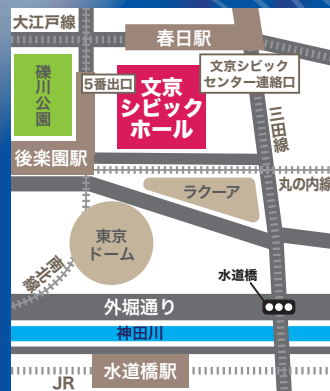 大江戸線
春日駅
礫川公園
5番出口
文京
シビック
ホール
文京シビック
センター連絡口
三田線
後楽園駅
丸の内線
ラクーア
東京
ドーム
南北線
水道橋
外堀通り
神田川
水道橋駅
JR